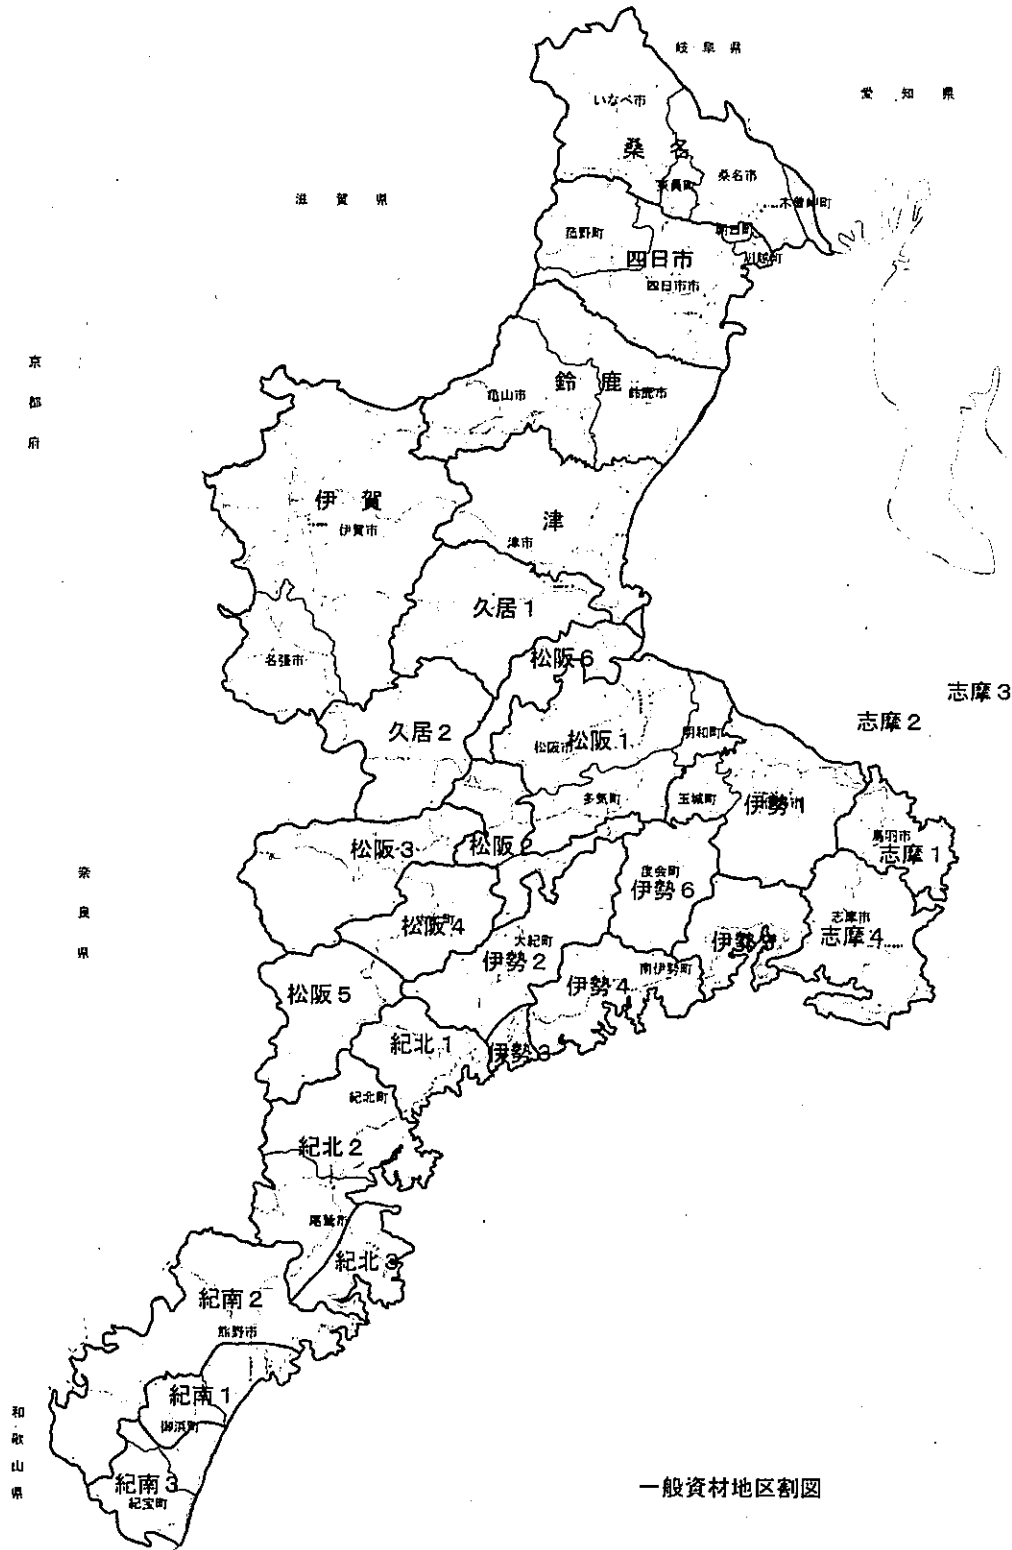 岐阜県
愛知県
いなべ市
桑名
桑名市
東員町
木曽岬町
滋賀県
菰野町
朝日町
四日市
川越町
四日市市
京都府
鈴鹿
亀山市
鈴鹿市
伊賀
伊賀市
津
津市
久居1
松阪6
名張市
志摩3
志摩2
久居2
松阪市
松阪1
明和町
多気町
玉城町
伊勢1
松阪3
松阪2
鳥羽市
志摩1
奈良県
度会町
伊勢6
松阪4
志摩市
志摩4
大紀町
伊勢2
南伊勢町
伊勢4
松阪5
紀北1
伊勢3
紀北町
紀北2
尾鷲市
紀北3
紀南2
熊野市
紀南1
御浜町
和歌山県
紀南3
紀宝町
一般資材地区割図